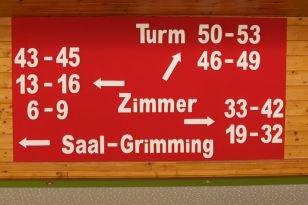 Turm 50-53
46-49
43-45
13-16
6-9
Zimmer
33-42
19-32
Saal-Grimming